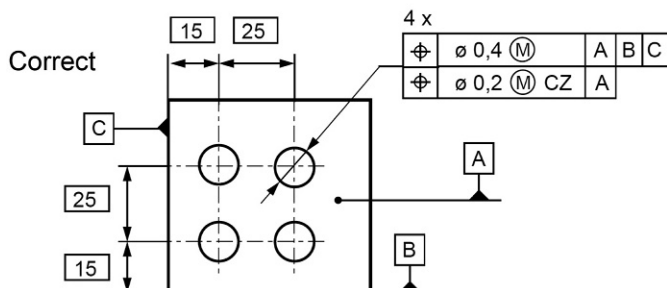 4 x
15 25
⌖ ø 0,4 Ⓜ A B C
Correct
⌖ ø 0,2 Ⓜ CZ A
C
A
25
B
15